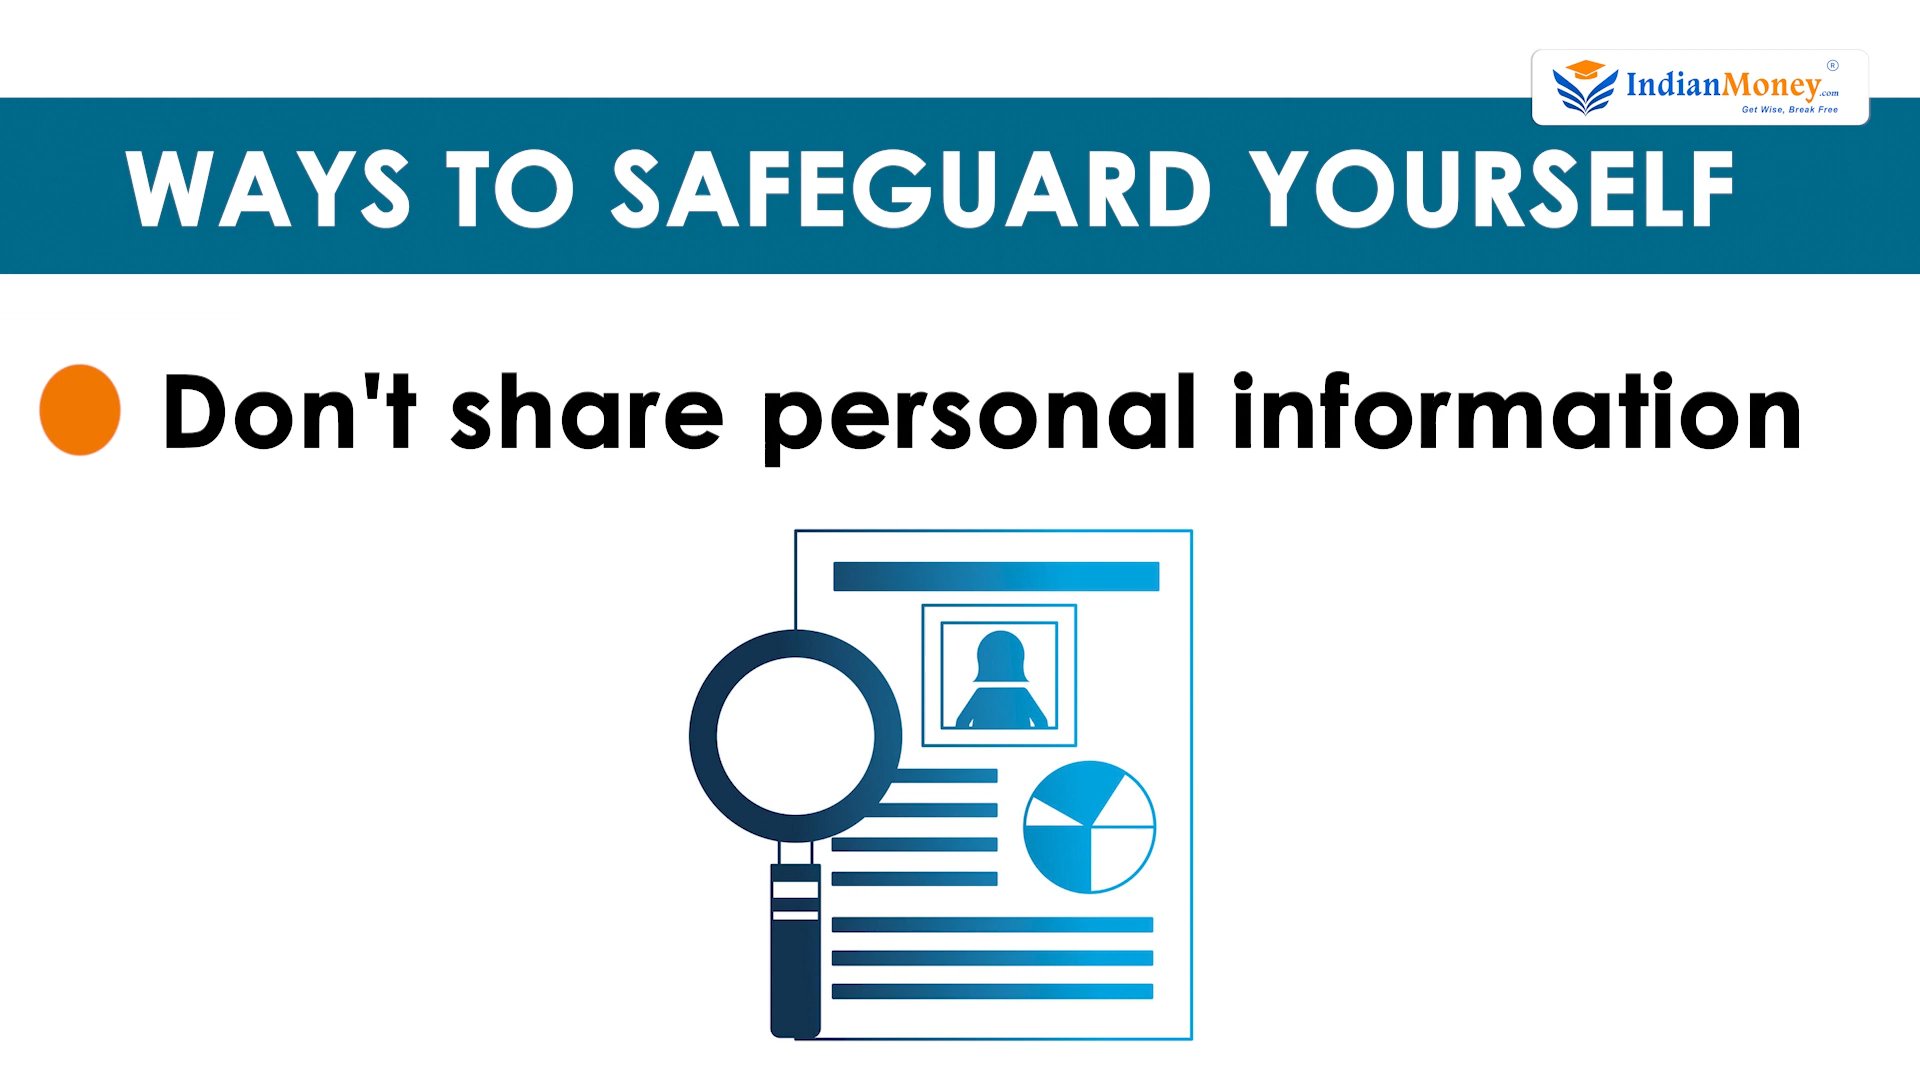 IndianMoney.com ®
Get Wise, Break Free
WAYS TO SAFEGUARD YOURSELF
Don't share personal information